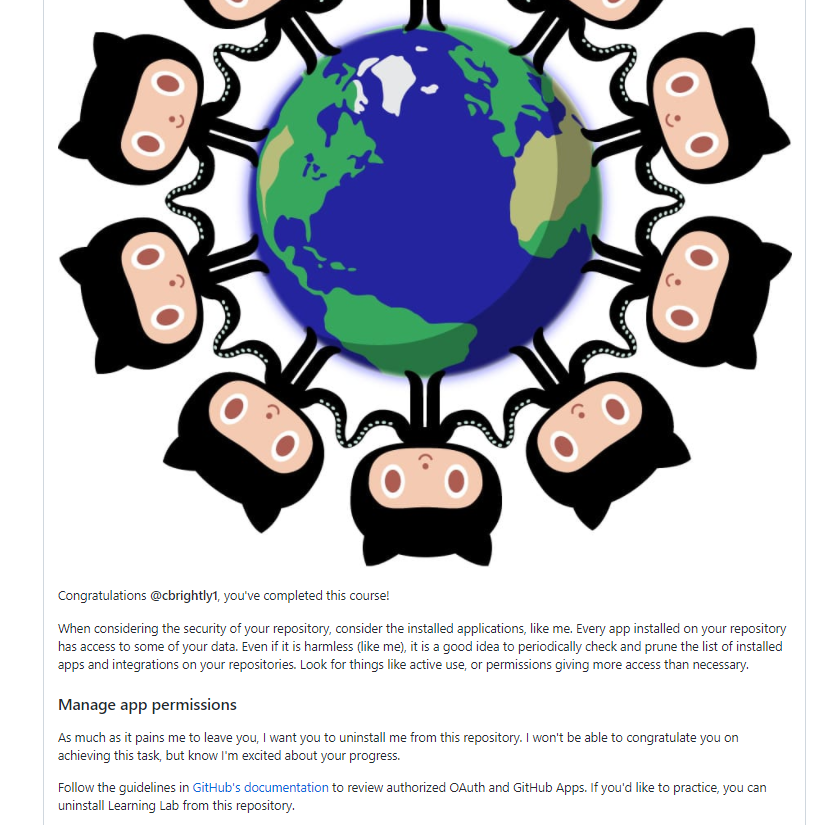 Congratulations @cbrightly1, you've completed this course!
When considering the security of your repository, consider the installed applications, like me. Every app installed on your repository
has access to some of your data. Even if it is harmless (like me), it is a good idea to periodically check and prune the list of installed
apps and integrations on your repositories. Look for things like active use, or permissions giving more access than necessary.
Manage app permissions
As much as it pains me to leave you, I want you to uninstall me from this repository. I won't be able to congratulate you on
achieving this task, but know I'm excited about your progress.
Follow the guidelines in GitHub's documentation to review authorized OAuth and GitHub Apps. If you'd like to practice, you can
uninstall Learning Lab from this repository.